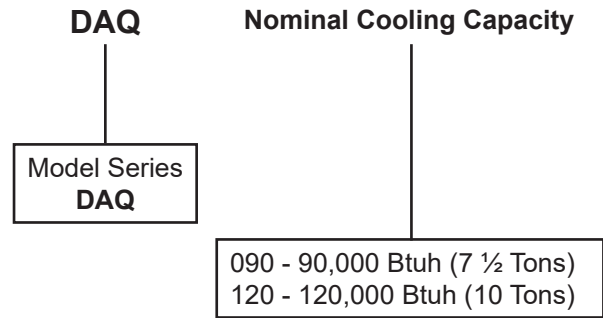 DAQ
Nominal Cooling Capacity
Model Series
DAQ
090 - 90,000 Btuh (7 ½ Tons)
120 - 120,000 Btuh (10 Tons)